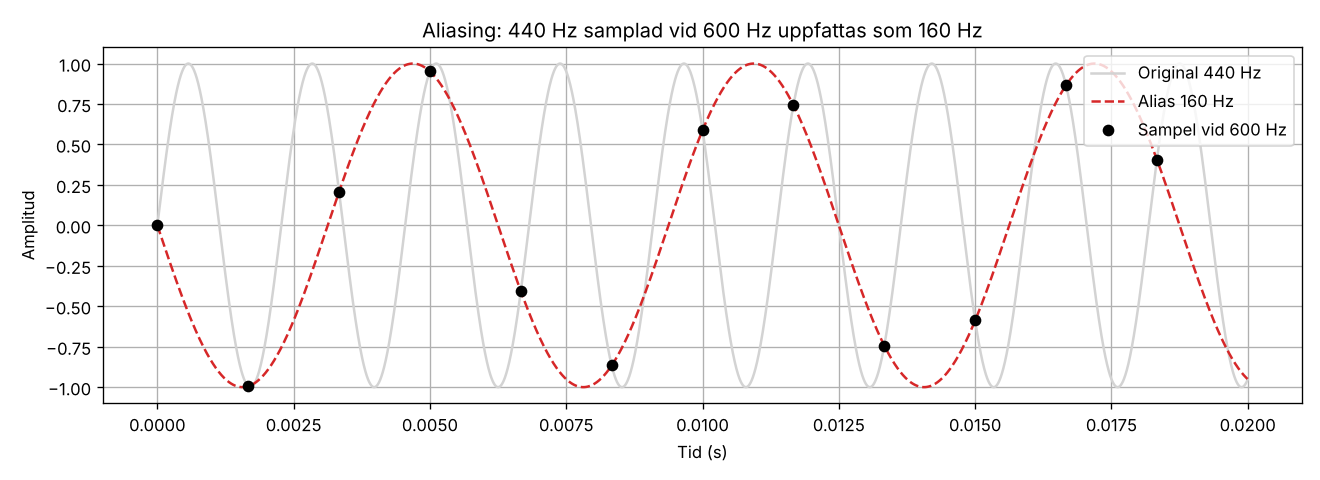 Aliasing: 440 Hz samplad vid 600 Hz uppfattas som 160 Hz
Amplitud
1.00
0.75
0.50
0.25
0.00
−0.25
−0.50
−0.75
−1.00
Original 440 Hz
Alias 160 Hz
Sampel vid 600 Hz
0.0000 0.0025 0.0050 0.0075 0.0100 0.0125 0.0150 0.0175 0.0200
Tid (s)